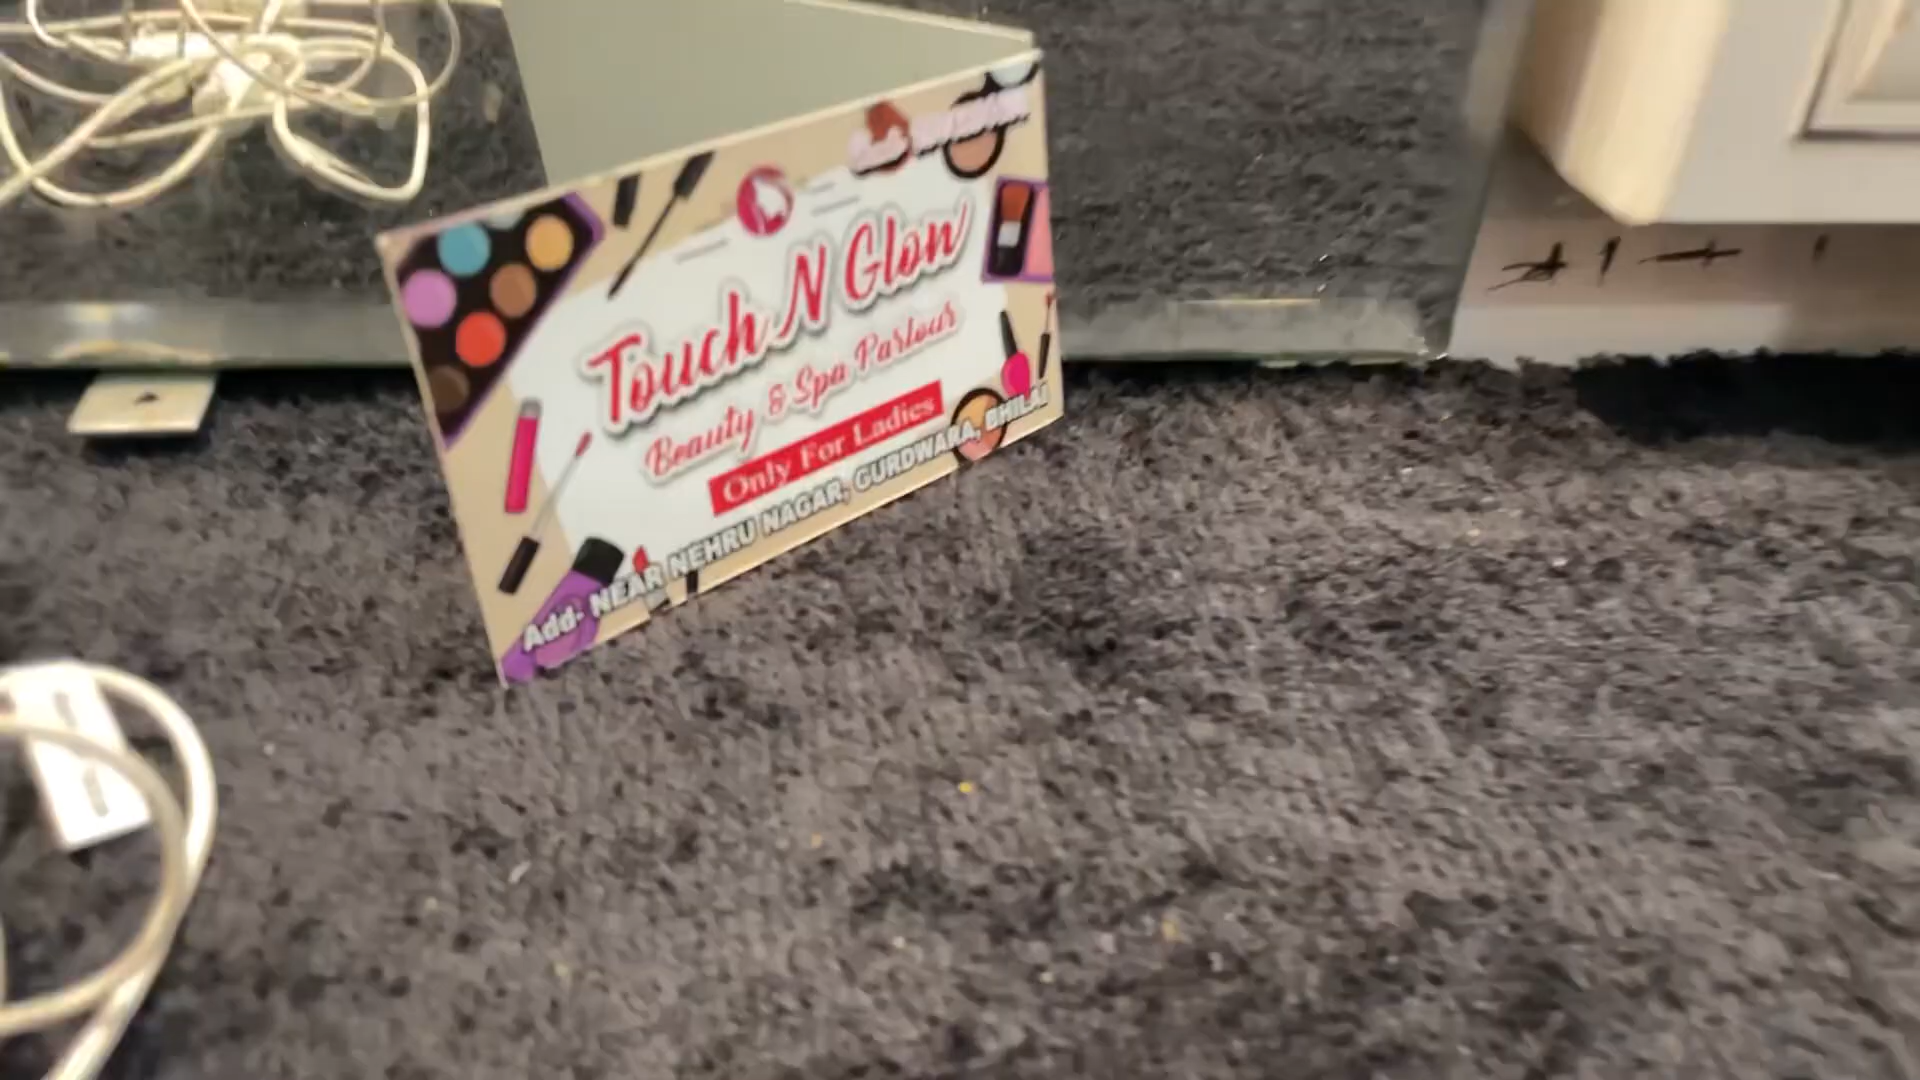 Touch N Glow
Beauty & Spa Parlour
Only For Ladies
Add- NEAR NEHRU NAGAR, GURDWARA, BHILAI